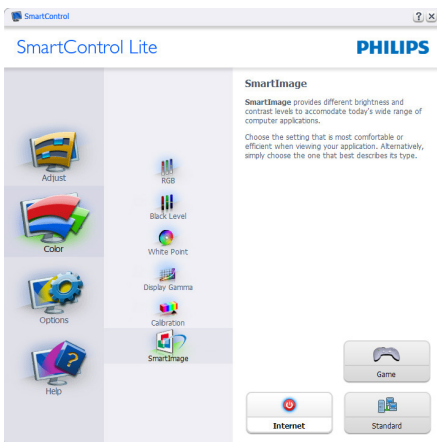 SmartControl
SmartControl Lite
PHILIPS
Adjust
Color
Options
Help
RGB
Black Level
White Point
Display Gamma
Calibration
SmartImage
SmartImage
SmartImage provides different brightness and
contrast levels to accomodate today's wide range of
computer applications.
Choose the setting that is most comfortable or
efficient when viewing your application. Alternatively,
simply choose the one that best describes its type.
Game
Internet
Standard